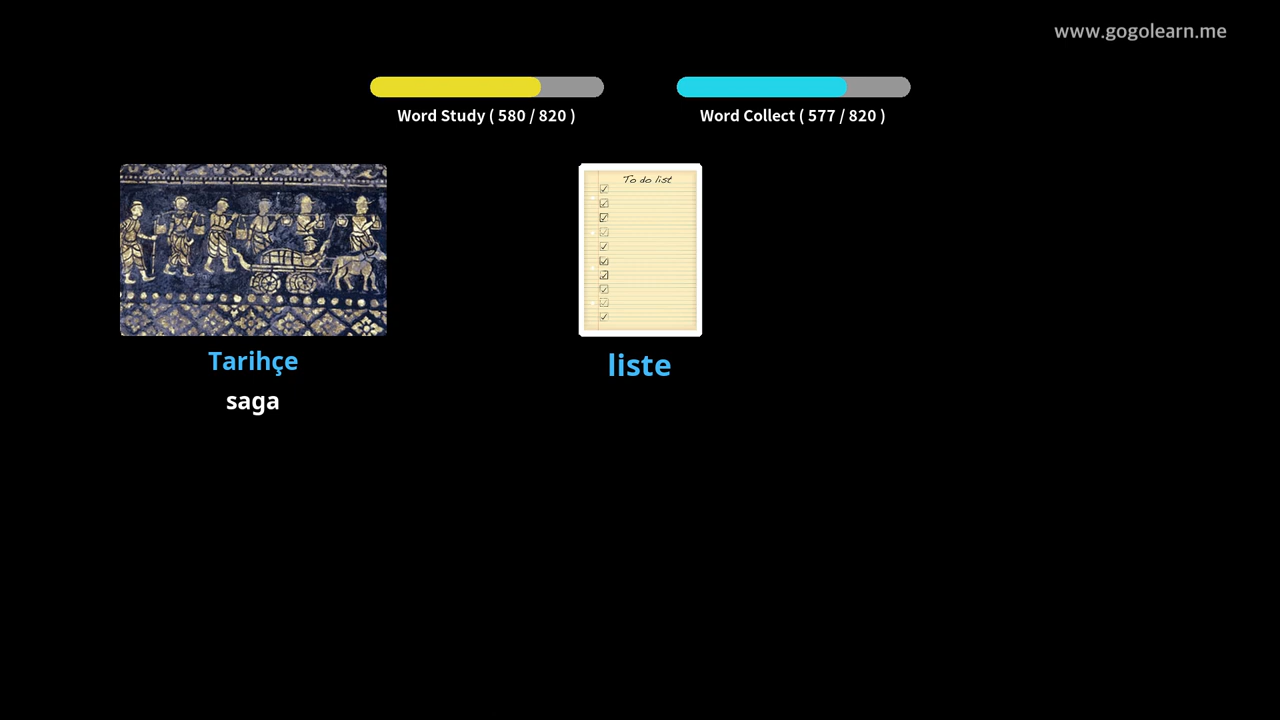 www.gogolearn.me
Word Study ( 580 / 820 )
Word Collect ( 577 / 820 )
To do list
Tarihçe
saga
liste